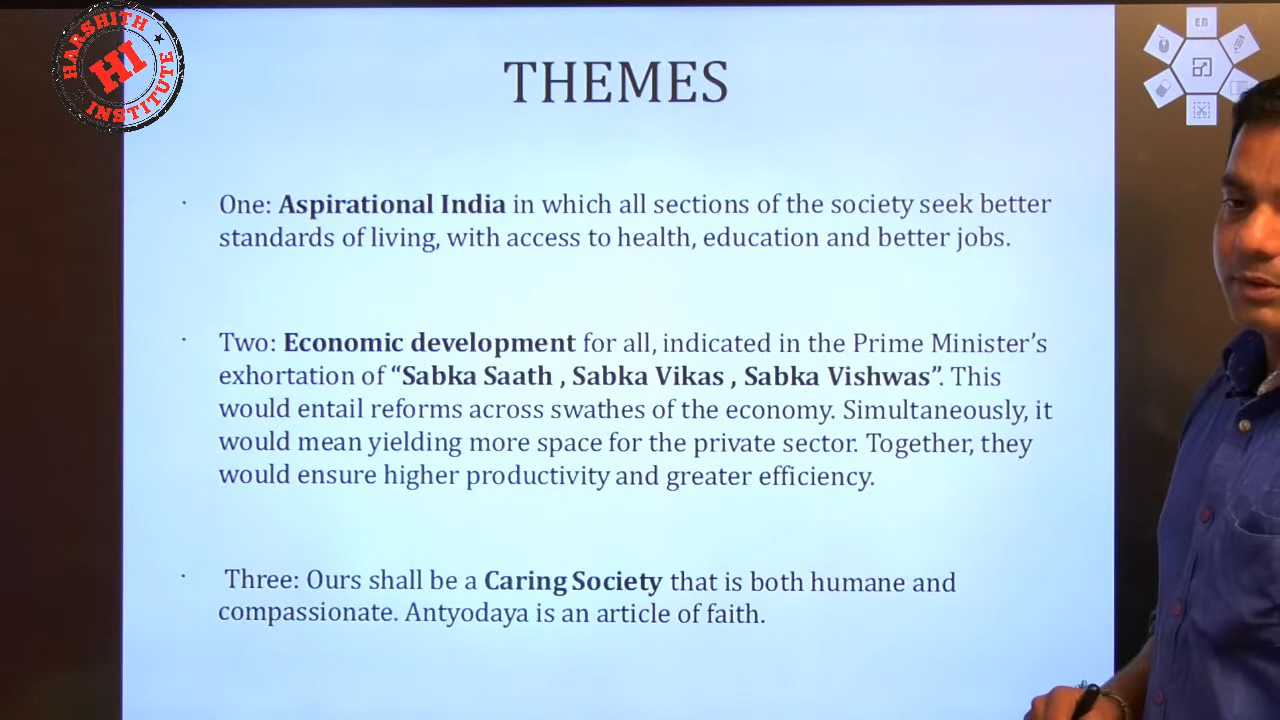 HARSHITH
HI
INSTITUTE
EB
THEMES
· One: Aspirational India in which all sections of the society seek better
standards of living, with access to health, education and better jobs.
· Two: Economic development for all, indicated in the Prime Minister’s
exhortation of “Sabka Saath , Sabka Vikas , Sabka Vishwas”. This
would entail reforms across swathes of the economy. Simultaneously, it
would mean yielding more space for the private sector. Together, they
would ensure higher productivity and greater efficiency.
· Three: Ours shall be a Caring Society that is both humane and
compassionate. Antyodaya is an article of faith.